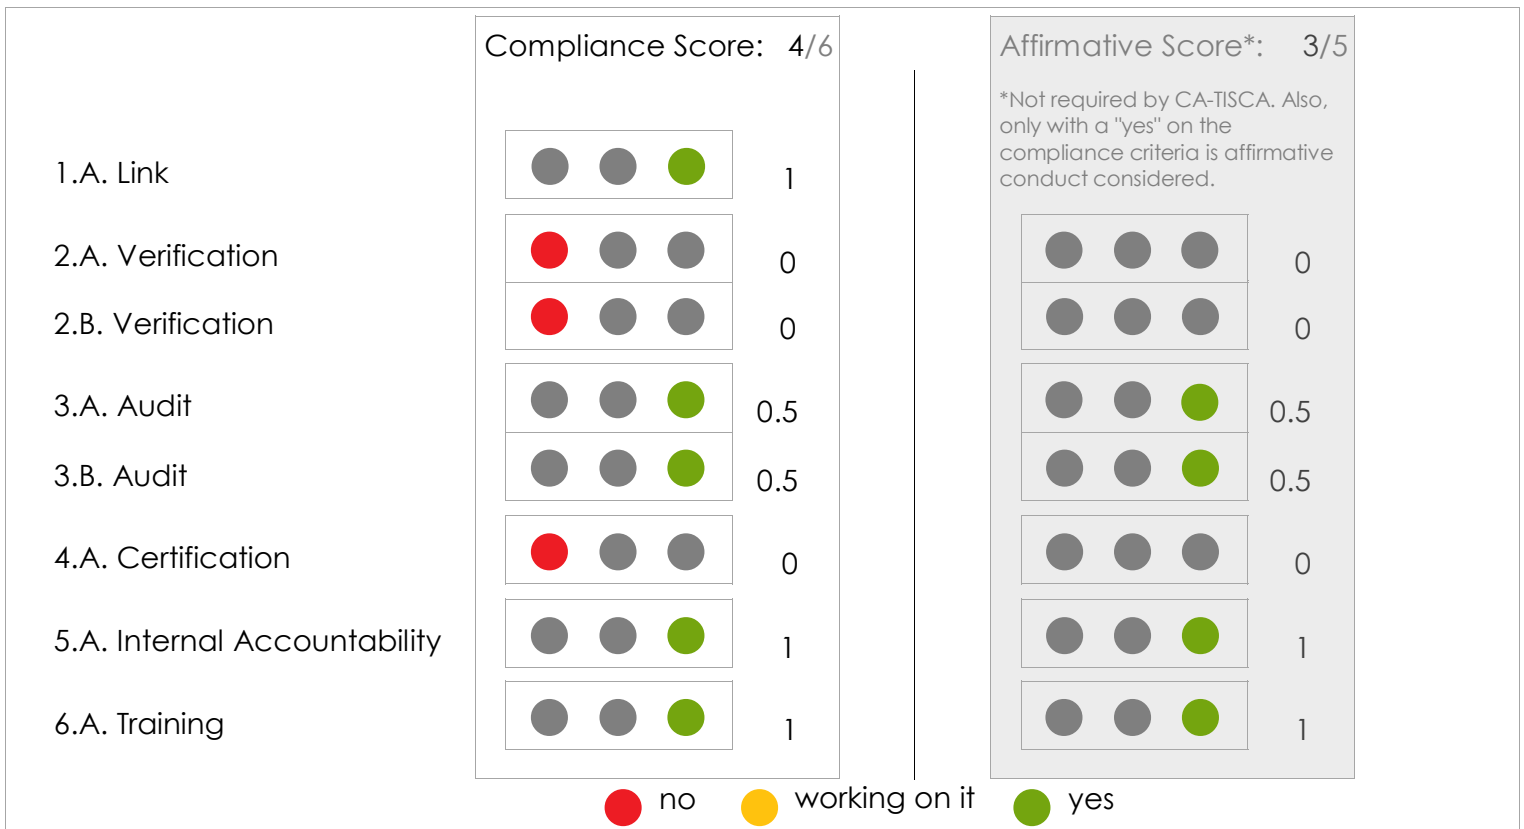 Compliance Score: 4/6
Affirmative Score*: 3/5
*Not required by CA-TISCA. Also,
only with a "yes" on the
compliance criteria is affirmative
conduct considered.
1.A. Link 1
2.A. Verification 0 0
2.B. Verification 0 0
3.A. Audit 0.5 0.5
3.B. Audit 0.5 0.5
4.A. Certification 0 0
5.A. Internal Accountability 1 1
6.A. Training 1 1
no working on it yes